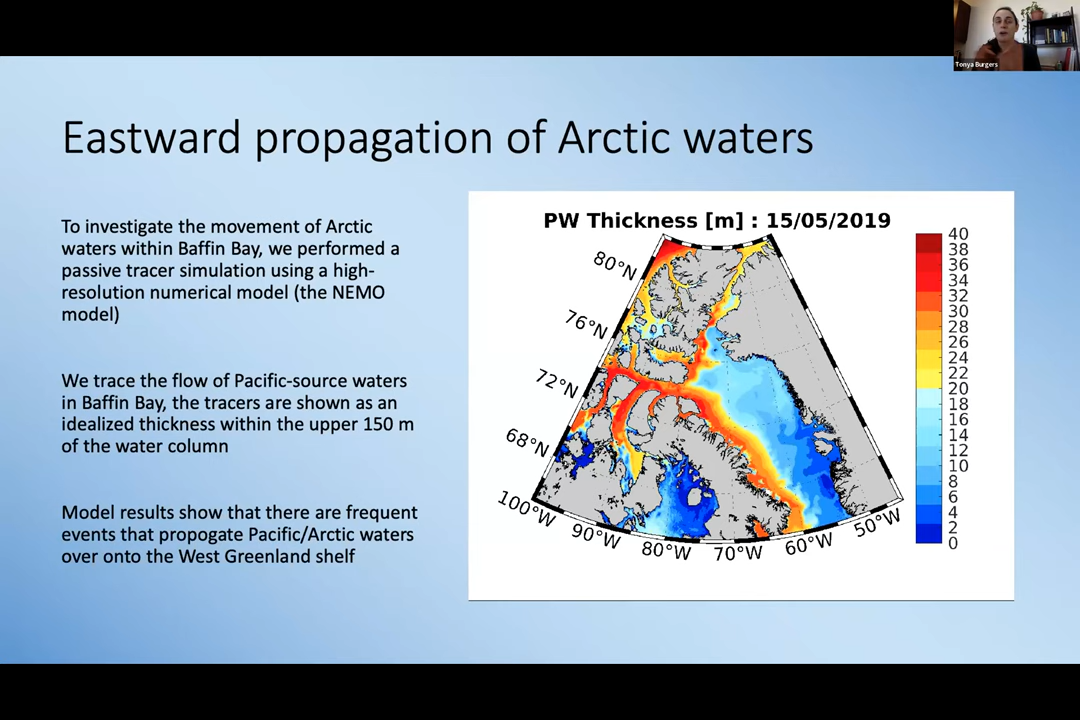 Tonya Burgers
Eastward propagation of Arctic waters
To investigate the movement of Arctic
waters within Baffin Bay, we performed a
passive tracer simulation using a high-
resolution numerical model (the NEMO
model)
We trace the flow of Pacific-source waters
in Baffin Bay, the tracers are shown as an
idealized thickness within the upper 150 m
of the water column
Model results show that there are frequent
events that propogate Pacific/Arctic waters
over onto the West Greenland shelf
PW Thickness [m] : 15/05/2019
80°N
76°N
72°N
68°N
100°W
90°W
80°W
70°W
60°W
50°W
40
38
36
34
32
30
28
26
24
22
20
18
16
14
12
10
8
6
4
2
0